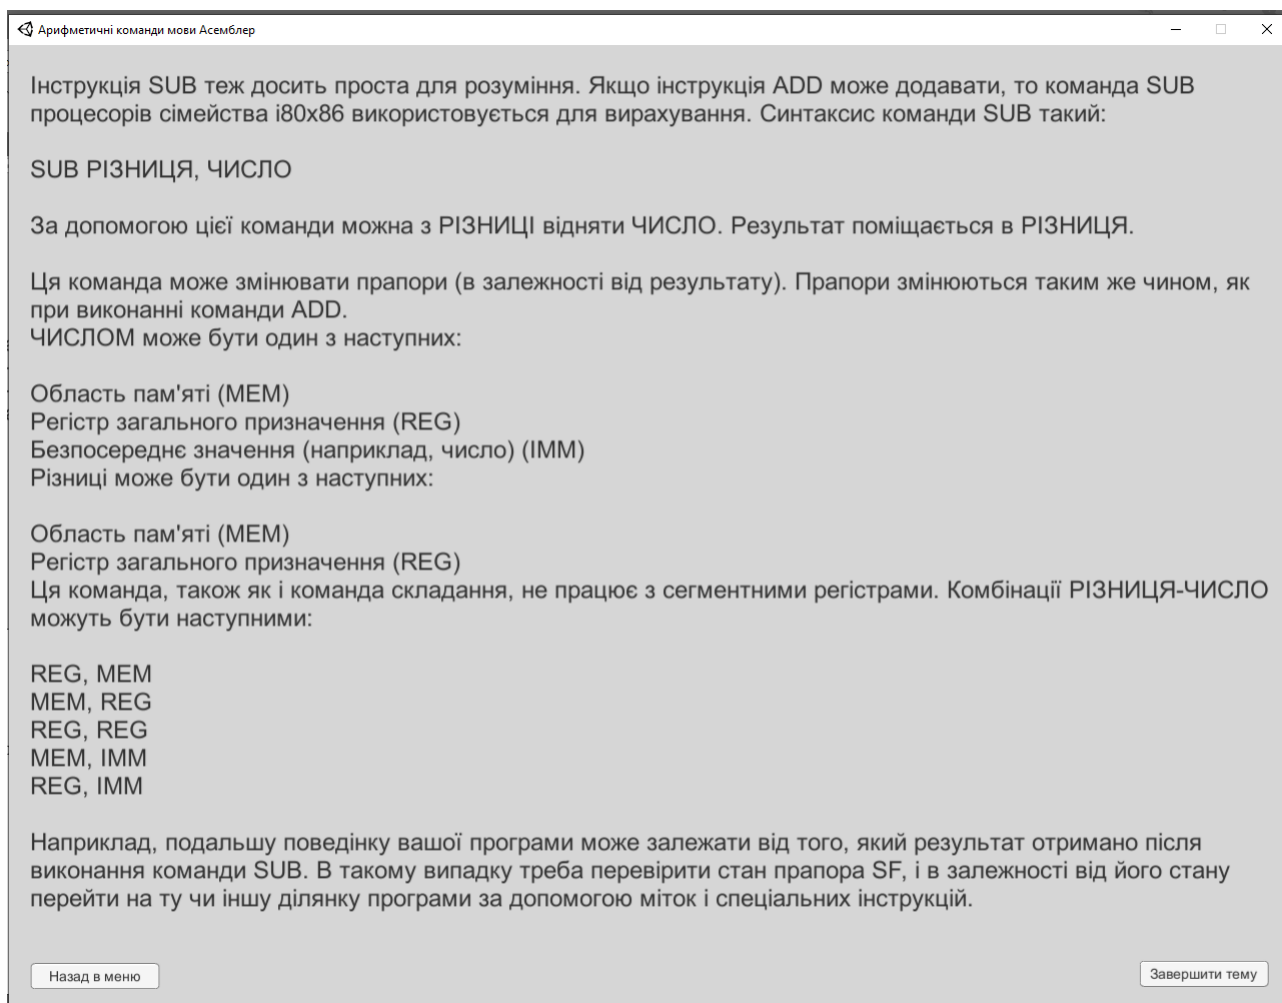 Арифметичні команди мови Асемблер
Інструкція SUB теж досить проста для розуміння. Якщо інструкція ADD може додавати, то команда SUB
процесорів сімейства i80x86 використовується для вирахування. Синтаксис команди SUB такий:
SUB РІЗНИЦЯ, ЧИСЛО
За допомогою цієї команди можна з РІЗНИЦІ відняти ЧИСЛО. Результат поміщається в РІЗНИЦЯ.
Ця команда може змінювати прапори (в залежності від результату). Прапори змінюються таким же чином, як
при виконанні команди ADD.
ЧИСЛОМ може бути один з наступних:
Область пам'яті (MEM)
Регістр загального призначення (REG)
Безпосереднє значення (наприклад, число) (IMM)
Різниці може бути один з наступних:
Область пам'яті (MEM)
Регістр загального призначення (REG)
Ця команда, також як і команда складання, не працює з сегментними регістрами. Комбінації РІЗНИЦЯ-ЧИСЛО
можуть бути наступними:
REG, MEM
MEM, REG
REG, REG
MEM, IMM
REG, IMM
Наприклад, подальшу поведінку вашої програми може залежати від того, який результат отримано після
виконання команди SUB. В такому випадку треба перевірити стан прапора SF, і в залежності від його стану
перейти на ту чи іншу ділянку програми за допомогою міток і спеціальних інструкцій.
Назад в меню
Завершити тему